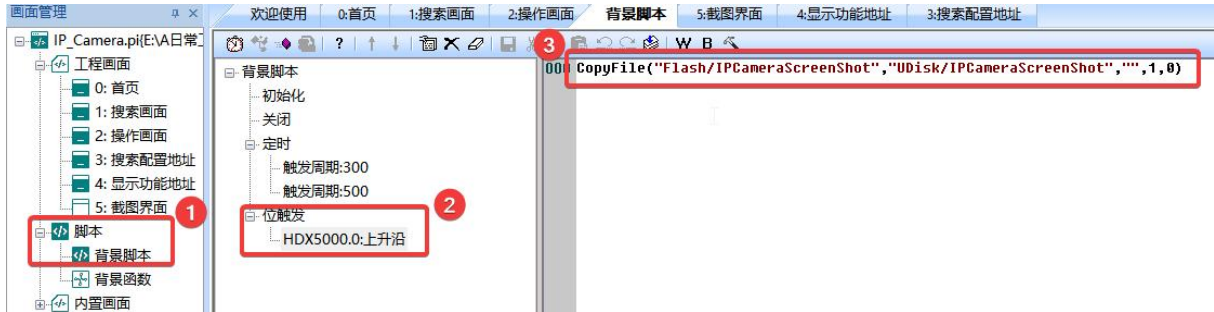 画面管理
欢迎使用 0:首页 1:搜索画面 2:操作画面 背景脚本 5:截图界面 4:显示功能地址 3:搜索配置地址
IP_Camera.pi{E:\A日常工
工程画面
0: 首页
1: 搜索画面
2: 操作画面
3: 搜索配置地址
4: 显示功能地址
5: 截图界面
1
脚本
背景脚本
背景函数
内置画面
? W B
背景脚本
初始化
关闭
定时
触发周期:300
触发周期:500
位触发
HDX5000.0:上升沿
2
3
000 CopyFile("Flash/IPCameraScreenShot","UDisk/IPCameraScreenShot","",1,0)